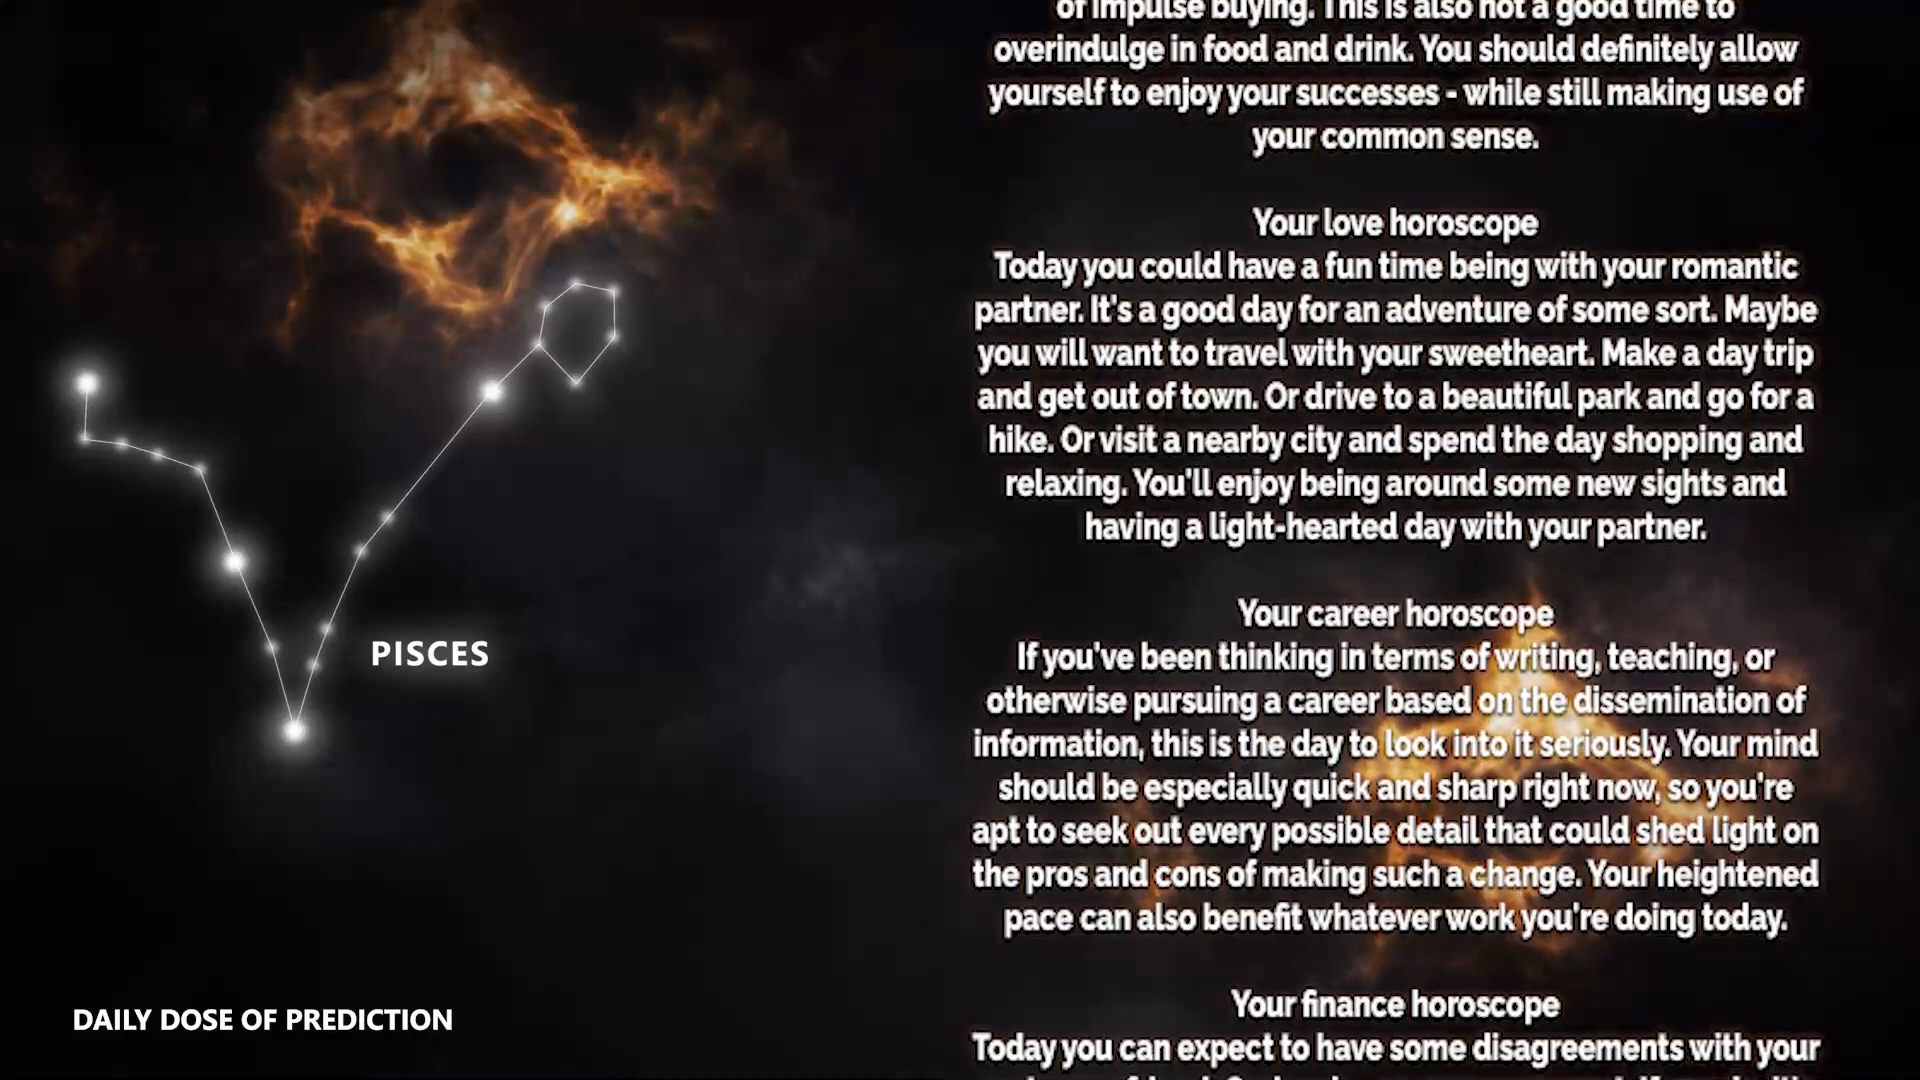 of impulse buying. This is also not a good time to
overindulge in food and drink. You should definitely allow
yourself to enjoy your successes - while still making use of
your common sense.
Your love horoscope
Today you could have a fun time being with your romantic
partner. It's a good day for an adventure of some sort. Maybe
you will want to travel with your sweetheart. Make a day trip
and get out of town. Or drive to a beautiful park and go for a
hike. Or visit a nearby city and spend the day shopping and
relaxing. You'll enjoy being around some new sights and
having a light-hearted day with your partner.
Your career horoscope
If you've been thinking in terms of writing, teaching, or
otherwise pursuing a career based on the dissemination of
information, this is the day to look into it seriously. Your mind
should be especially quick and sharp right now, so you're
apt to seek out every possible detail that could shed light on
the pros and cons of making such a change. Your heightened
pace can also benefit whatever work you're doing today.
Your finance horoscope
Today you can expect to have some disagreements with your
PISCES
DAILY DOSE OF PREDICTION